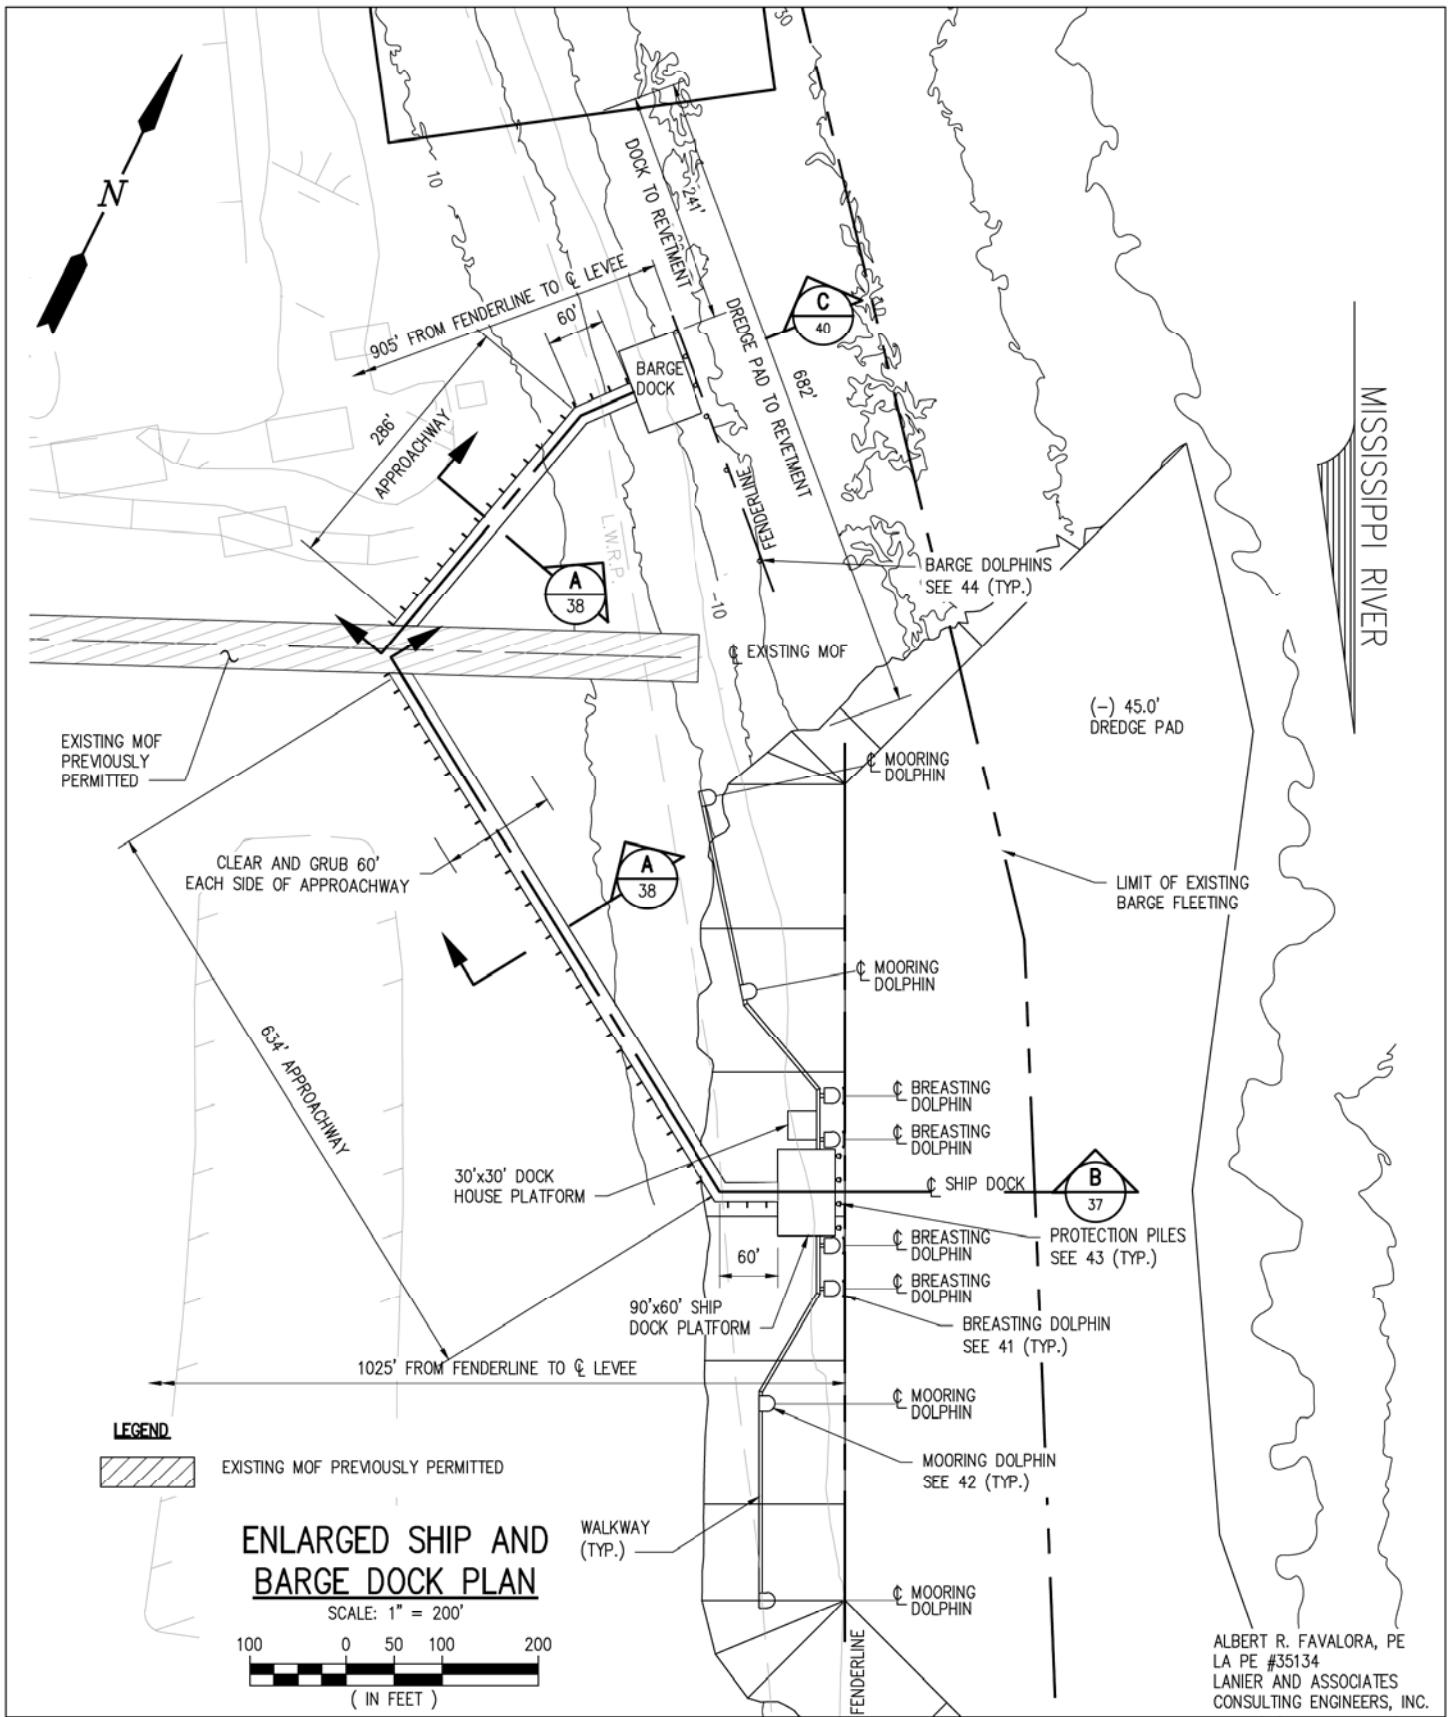 30
N
10
DOCK TO REVETMENT
241'
905' FROM FENDERLINE TO ℄ LEVEE
60'
C
40
BARGE
DOCK
DREDGE PAD TO REVETMENT
682'
286'
APPROACHWAY
FENDERLINE
MISSISSIPPI RIVER
L.W.R.P.
A
38
-10
BARGE DOLPHINS
SEE 44 (TYP.)
℄ EXISTING MOF
(-) 45.0'
DREDGE PAD
EXISTING MOF
PREVIOUSLY
PERMITTED
℄ MOORING
DOLPHIN
CLEAR AND GRUB 60'
EACH SIDE OF APPROACHWAY
A
38
LIMIT OF EXISTING
BARGE FLEETING
℄ MOORING
DOLPHIN
634' APPROACHWAY
℄ BREASTING
DOLPHIN
℄ BREASTING
DOLPHIN
30'x30' DOCK
HOUSE PLATFORM
℄ SHIP DOCK
B
37
PROTECTION PILES
SEE 43 (TYP.)
℄ BREASTING
DOLPHIN
60'
℄ BREASTING
DOLPHIN
90'x60' SHIP
DOCK PLATFORM
BREASTING DOLPHIN
SEE 41 (TYP.)
1025' FROM FENDERLINE TO ℄ LEVEE
℄ MOORING
DOLPHIN
LEGEND
EXISTING MOF PREVIOUSLY PERMITTED
MOORING DOLPHIN
SEE 42 (TYP.)
WALKWAY
(TYP.)
ENLARGED SHIP AND
BARGE DOCK PLAN
SCALE: 1" = 200'
100 0 50 100 200
( IN FEET )
℄ MOORING
DOLPHIN
FENDERLINE
ALBERT R. FAVALORA, PE
LA PE #35134
LANIER AND ASSOCIATES
CONSULTING ENGINEERS, INC.